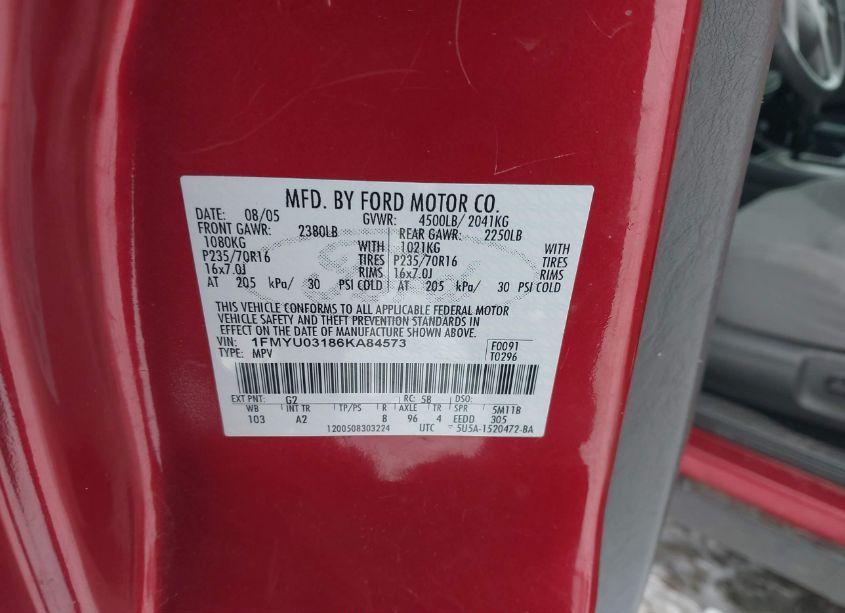 MFD. BY FORD MOTOR CO.
DATE: 08/05 GVWR: 4500LB/ 2041KG
FRONT GAWR: 2380LB REAR GAWR: 2250LB
1080KG WITH 1021KG WITH
P235/70R16 TIRES P235/70R16 TIRES
16x7.0J RIMS 16x7.0J RIMS
AT 205 kPa/ 30 PSI COLD AT 205 kPa/ 30 PSI COLD
THIS VEHICLE CONFORMS TO ALL APPLICABLE FEDERAL MOTOR
VEHICLE SAFETY AND THEFT PREVENTION STANDARDS IN
EFFECT ON THE DATE OF MANUFACTURE SHOWN ABOVE.
VIN: 1FMYU03186KA84573 F0091
TYPE: MPV T0296
EXT PNT: G2 RC: 58 DSO:
WB INT TR TP/PS R AXLE TR SPR 5M11B
103 A2 B 96 4 EEDD 305
1200508303224 UTC 5U5A-1520472-BA
Ford